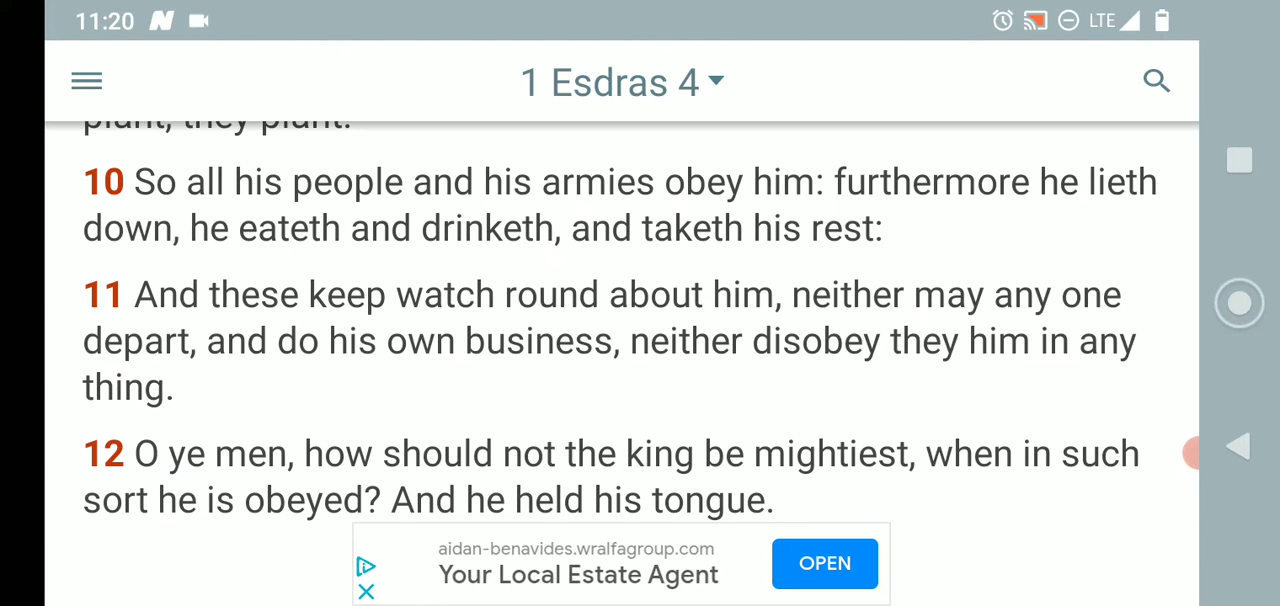 11:20
LTE
1 Esdras 4
plant, they plant.
10 So all his people and his armies obey him: furthermore he lieth
down, he eateth and drinketh, and taketh his rest:
11 And these keep watch round about him, neither may any one
depart, and do his own business, neither disobey they him in any
thing.
12 O ye men, how should not the king be mightiest, when in such
sort he is obeyed? And he held his tongue.
aidan-benavides.wralfagroup.com
Your Local Estate Agent
OPEN